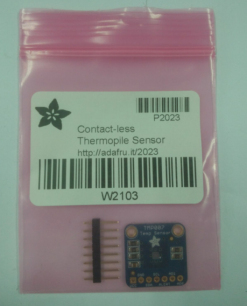 P2023
Contact-less
Thermopile Sensor
http://adafru.it/2023
W2103